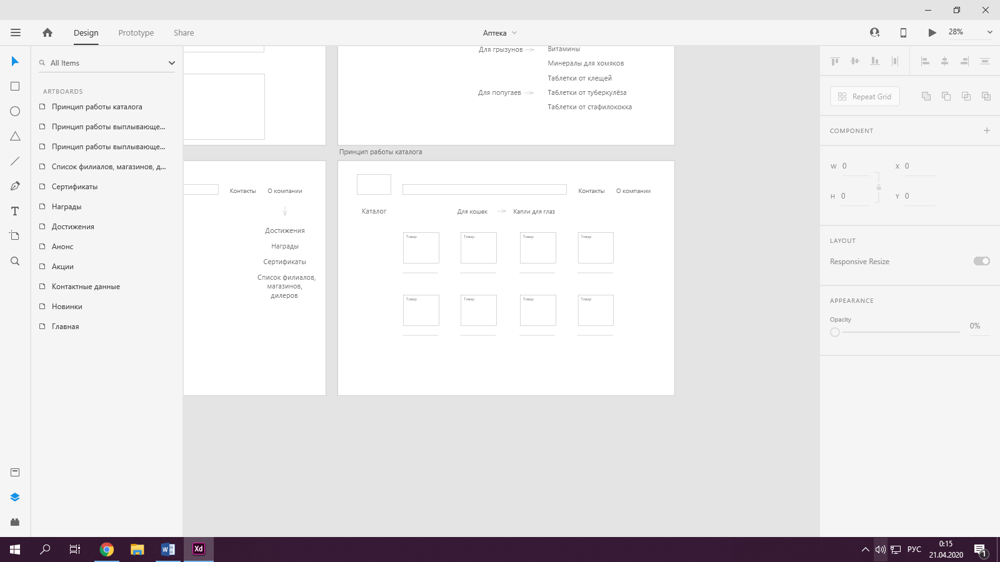 Design
Prototype
Share
Аптека
28%
All Items
ARTBOARDS
Принцип работы каталога
Принцип работы выплывающе...
Принцип работы выплывающе...
Список филиалов, магазинов, д...
Сертификаты
Награды
Достижения
Анонс
Акции
Контактные данные
Новинки
Главная
Для грызунов
Витамины
Минералы для хомяков
Таблетки от клещей
Для попугаев
Таблетки от туберкулёза
Таблетки от стафилококка
Контакты
О компании
Достижения
Награды
Сертификаты
Список филиалов,
магазинов,
дилеров
Принцип работы каталога
Контакты
О компании
Каталог
Для кошек
Капли для глаз
Товар
Товар
Товар
Товар
Товар
Товар
Товар
Товар
Repeat Grid
COMPONENT
W 0
X 0
H 0
Y 0
LAYOUT
Responsive Resize
APPEARANCE
Opacity
0%
W
Xd
РУС
0:15
21.04.2020
1